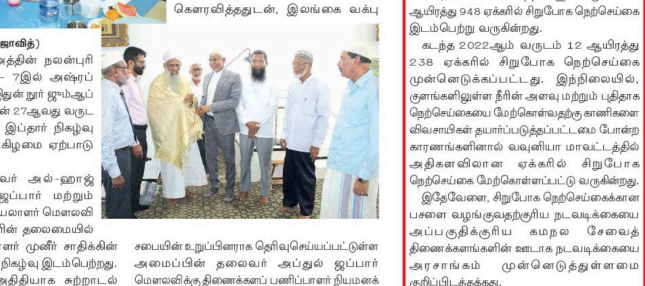 கௌரவித்ததுடன், இலங்கை வக்பு
ஜாவித்)
அத்தின் நலன்புரி
- 7இல் அஷ்ரப்
இதுன் நூர் ஜும்ஆப்
ன் 27ஆவது வருட
இப்தார் நிகழ்வு
கிழமை ஏற்பாடு
வர் அல்-ஹாஜ்
ஜப்பார் மற்றும்
யலாளர் மௌலவி
ரின் தலைமையில்
ளர் முனீர் சாதிக்கின்
நிகழ்வு இடம்பெற்றது.
அதிதியாக சுற்றாடல்
சபையின் உறுப்பினராக தெரிவுசெய்யப்பட்டுள்ள
அமைப்பின் தலைவர் அப்துல் ஜப்பார்
மௌலவிக்கு திணைக்களப் பணிப்பாளர் நியமனக்
ஆயிரத்து 948 ஏக்கரில் சிறுபோக நெற்செய்கை
இடம்பெற்று வருகின்றது.
கடந்த 2022ஆம் வருடம் 12 ஆயிரத்து
238 ஏக்கரில் சிறுபோக நெற்செய்கை
முன்னெடுக்கப்பட்டது. இந்நிலையில்,
குளங்களிலுள்ள நீரின் அளவு மற்றும் புதிதாக
நெற்செய்கையை மேற்கொள்வதற்கு காணிகளை
விவசாயிகள் தயார்ப்படுத்தப்பட்டமை போன்ற
காரணங்களினால் வவுனியா மாவட்டத்தில்
அதிகளவிலான ஏக்கரில் சிறுபோக
நெற்செய்கை மேற்கொள்ளப்பட்டு வருகின்றது.
இதேவேளை, சிறுபோக நெற்செய்கைக்கான
பசளை வழங்குவதற்குரிய நடவடிக்கையை
அப்பகுதிக்குரிய கமநல சேவைத்
திணைக்களங்களின் ஊடாக நடவடிக்கையை
அரசாங்கம் முன்னெடுத்துள்ளமை
குறிப்பிடத்தக்கது.